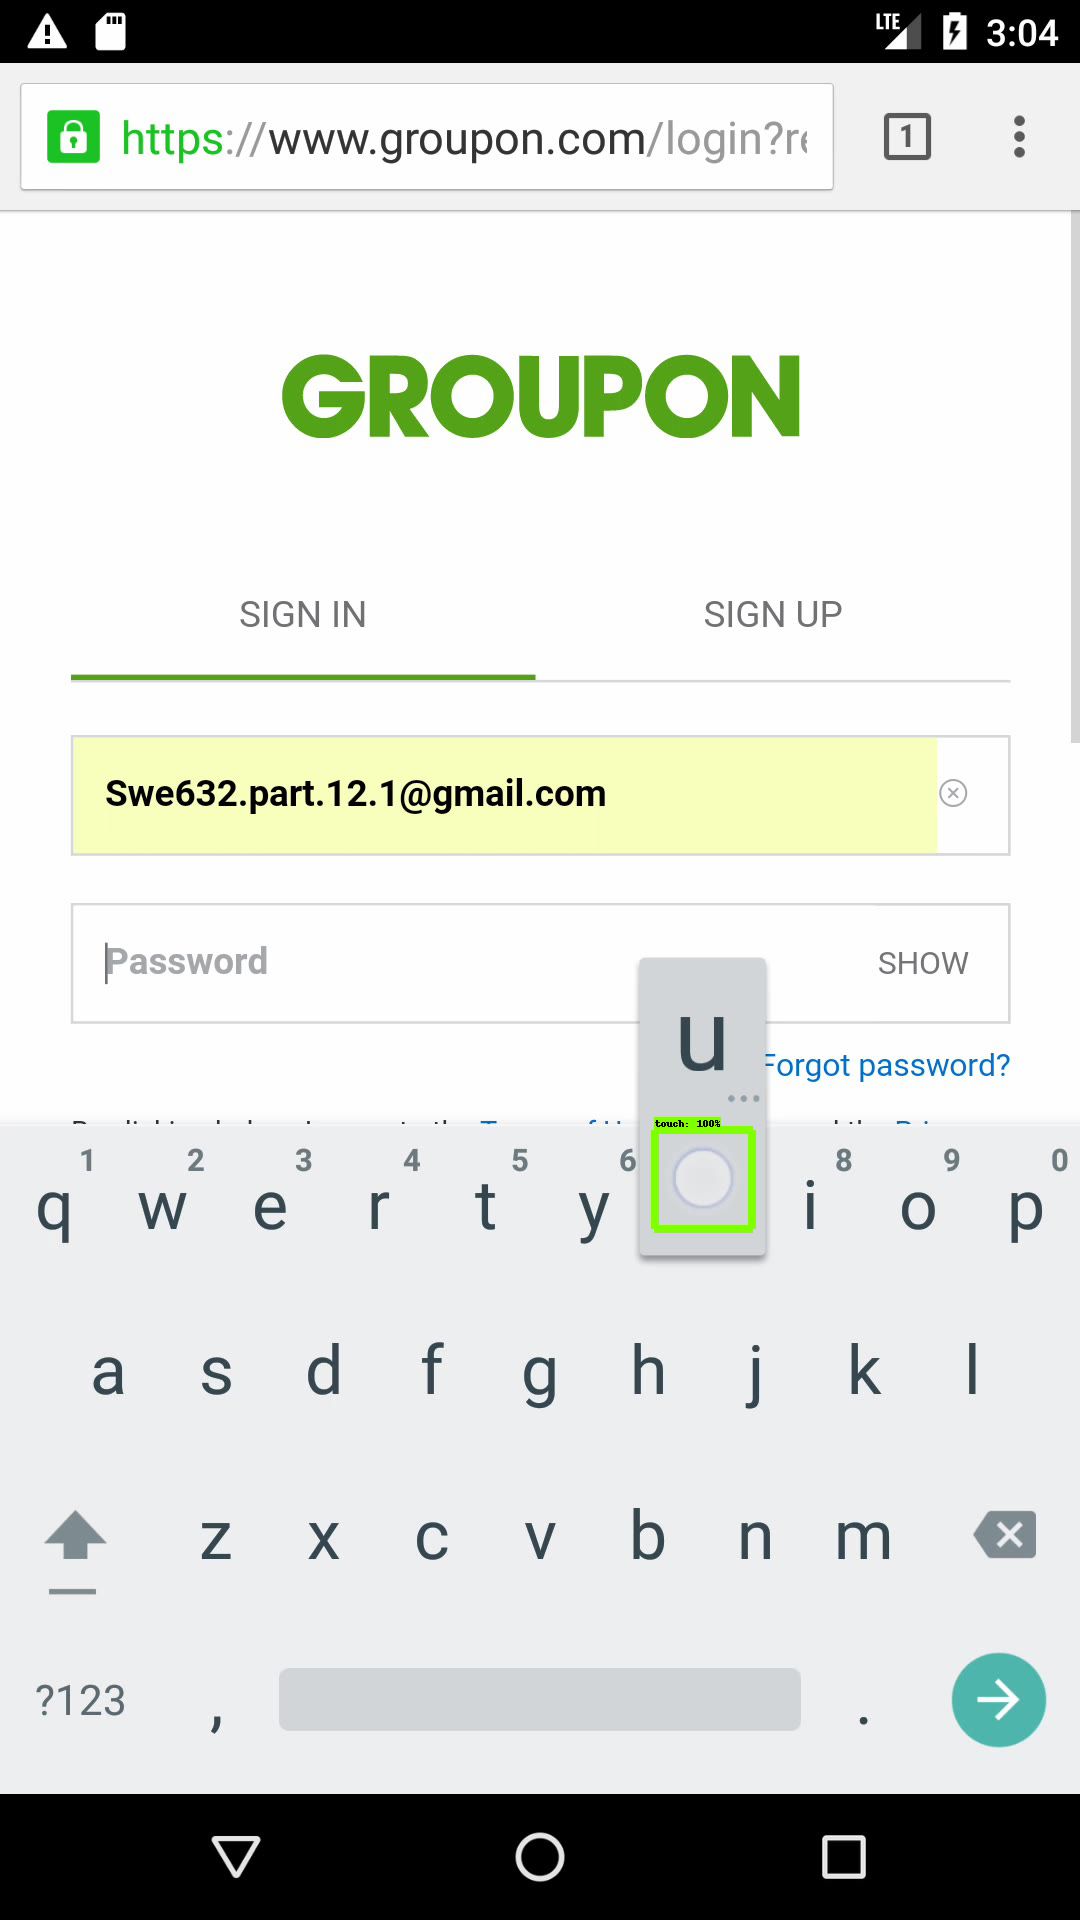 LTE 3:04
https://www.groupon.com/login?re
1
GROUPON
SIGN IN SIGN UP
Swe632.part.12.1@gmail.com
Password SHOW
u
Forgot password?
touch: 100%
1 2 3 4 5 6 8 9 0
q w e r t y i o p
a s d f g h j k l
z x c v b n m
?123 , .